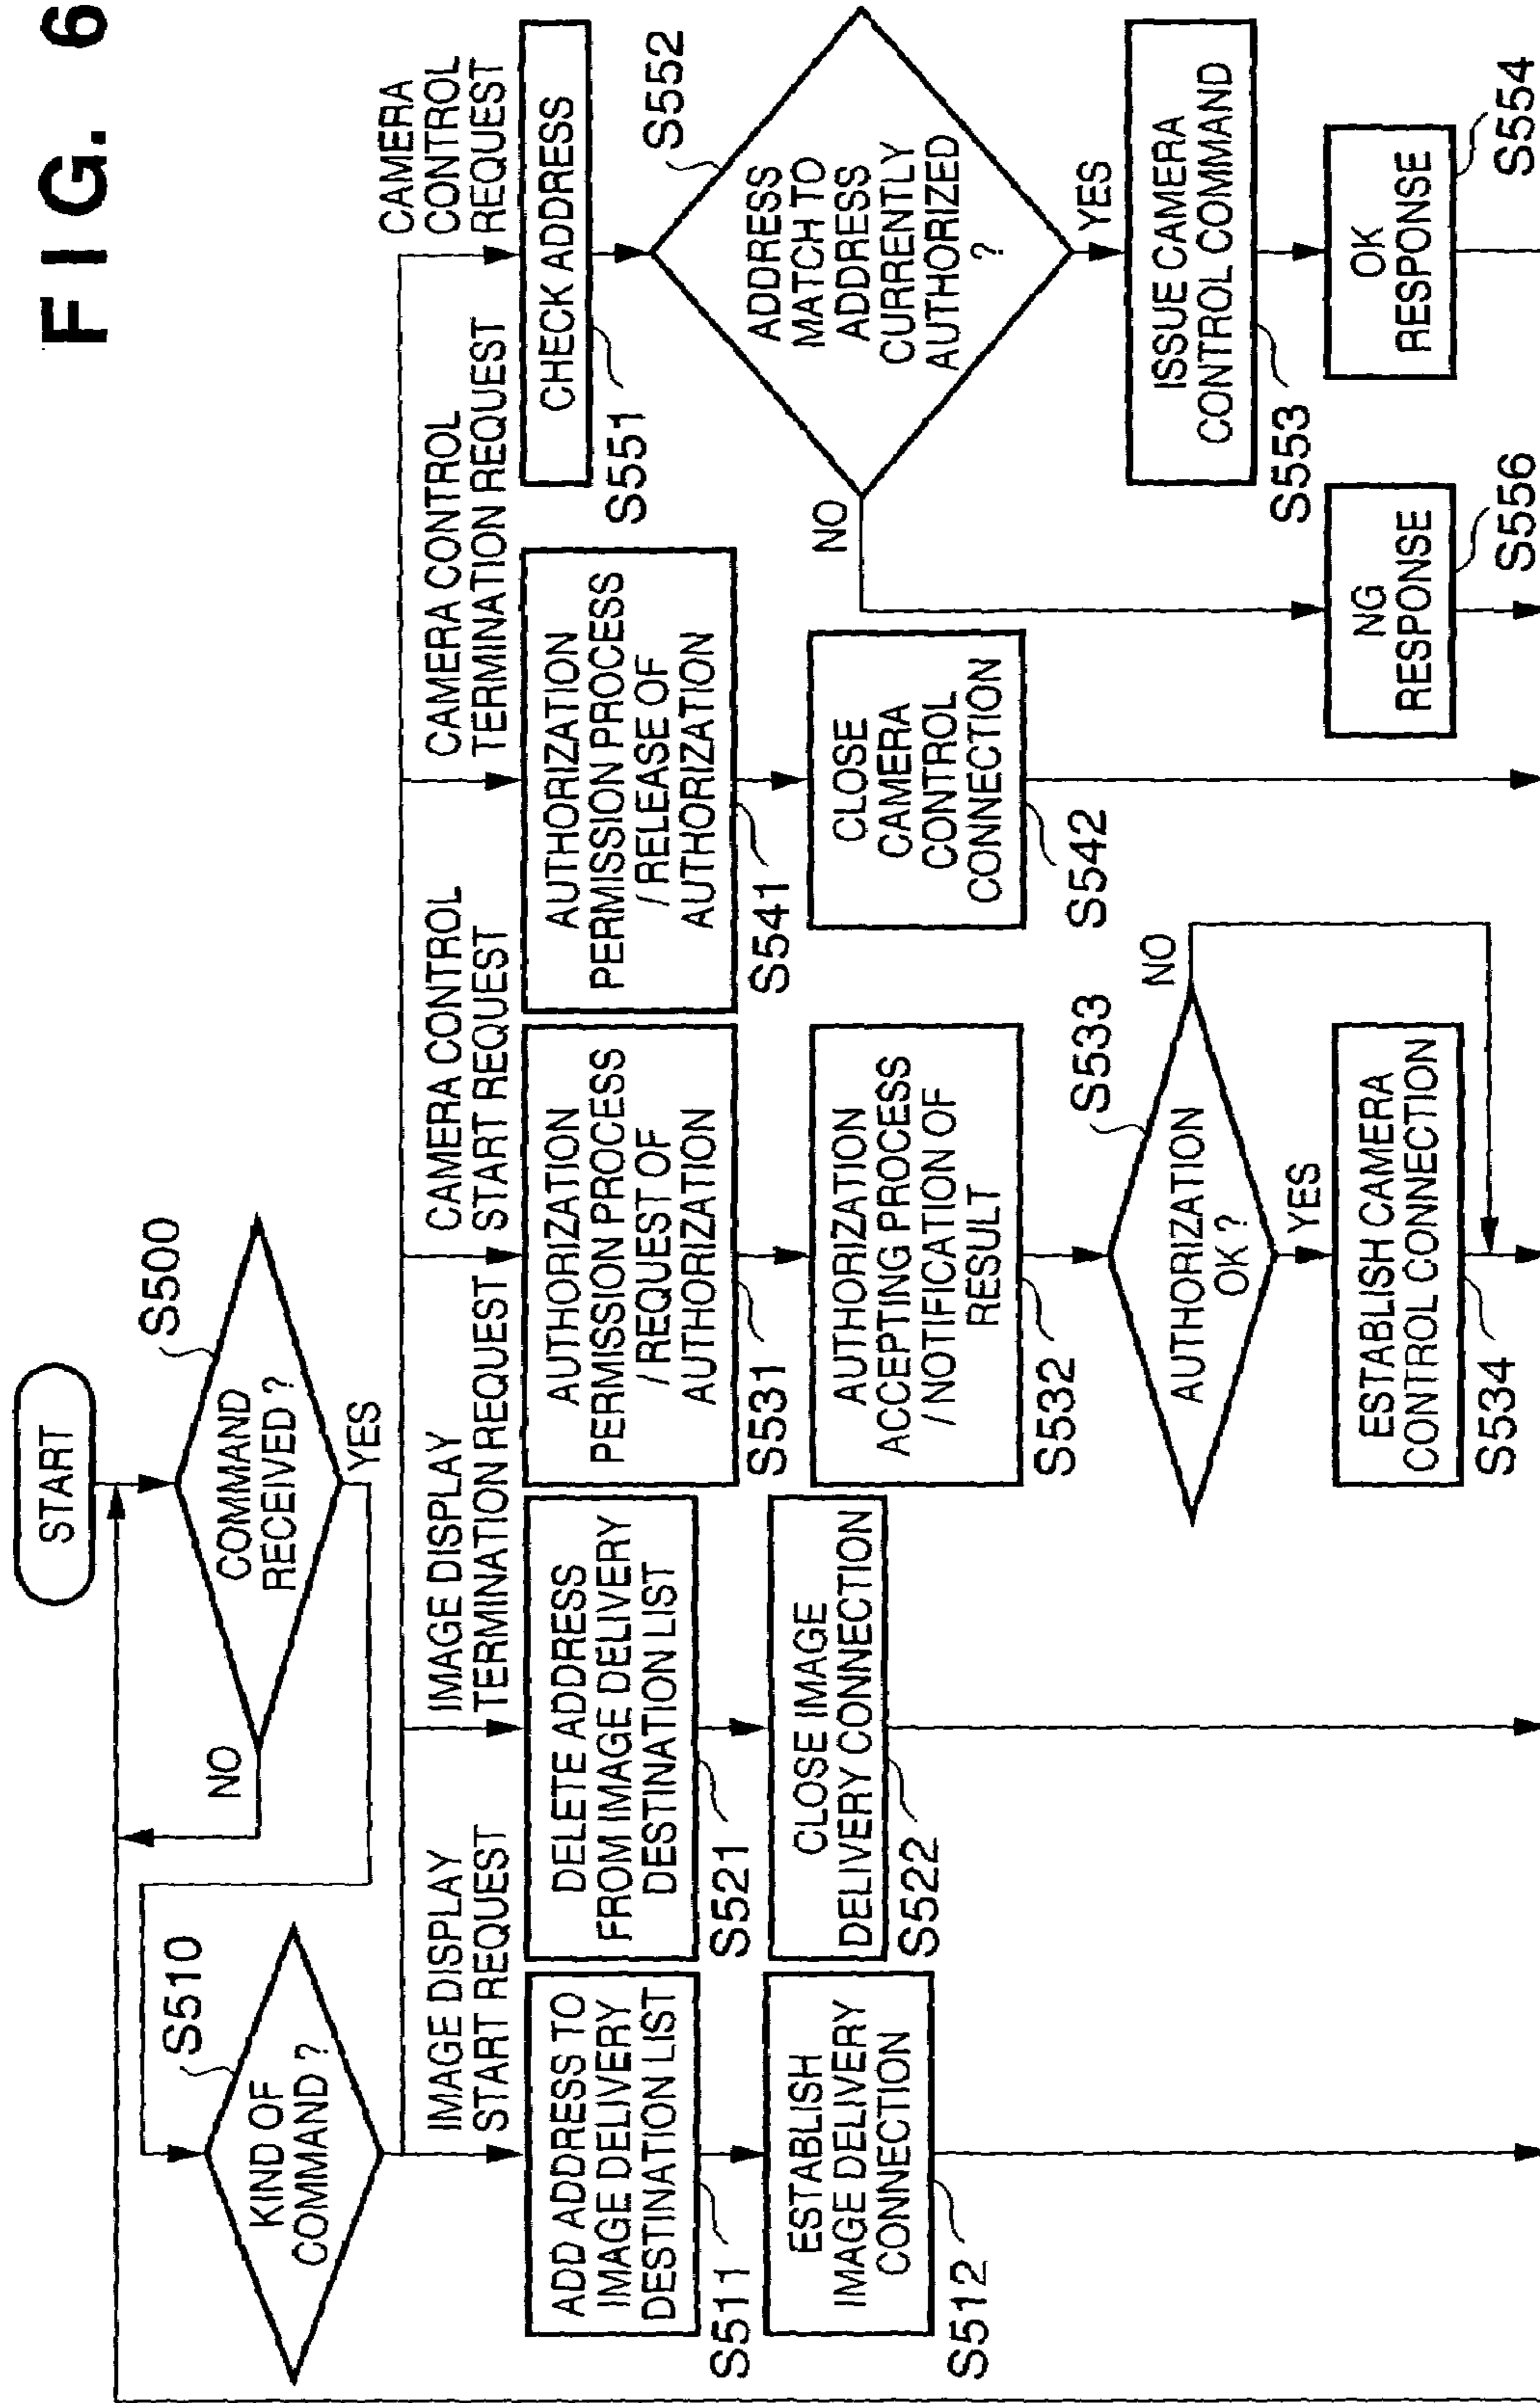 FIG. 6
START
S500
COMMAND
RECEIVED ?
NO
YES
S510
KIND OF
COMMAND ?
IMAGE DISPLAY
START REQUEST
ADD ADDRESS TO
IMAGE DELIVERY
DESTINATION LIST
S511
ESTABLISH
IMAGE DELIVERY
CONNECTION
S512
IMAGE DISPLAY
TERMINATION REQUEST
DELETE ADDRESS
FROM IMAGE DELIVERY
DESTINATION LIST
S521
CLOSE IMAGE
DELIVERY CONNECTION
S522
CAMERA CONTROL
START REQUEST
AUTHORIZATION
PERMISSION PROCESS
/ REQUEST OF
AUTHORIZATION
S531
AUTHORIZATION
ACCEPTING PROCESS
/ NOTIFICATION OF
RESULT
S532
S533
AUTHORIZATION
OK ?
NO
YES
ESTABLISH CAMERA
CONTROL CONNECTION
S534
CAMERA CONTROL
TERMINATION REQUEST
AUTHORIZATION
PERMISSION PROCESS
/ RELEASE OF
AUTHORIZATION
S541
CLOSE
CAMERA
CONTROL
CONNECTION
S542
CAMERA
CONTROL
REQUEST
CHECK ADDRESS
S551
S552
ADDRESS
MATCH TO
ADDRESS
CURRENTLY
AUTHORIZED
?
NO
YES
ISSUE CAMERA
CONTROL COMMAND
S553
NG
RESPONSE
S556
OK
RESPONSE
S554